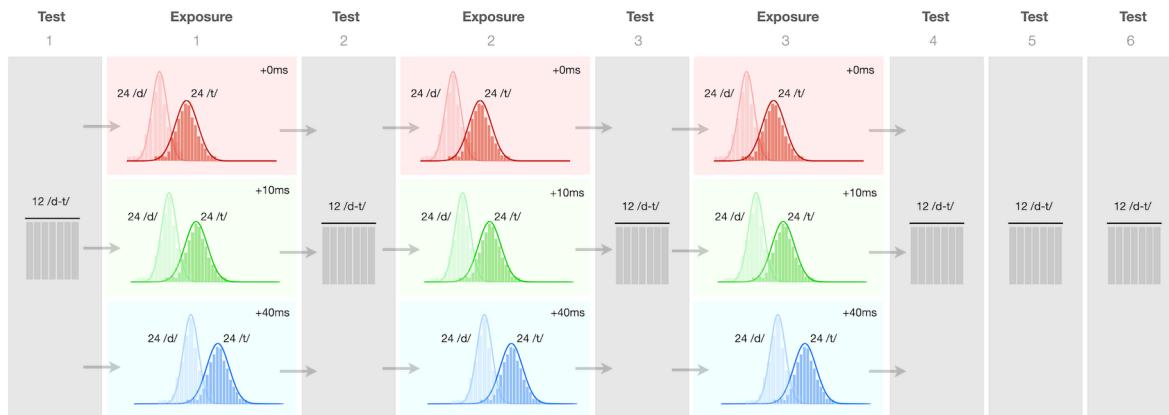 Test Exposure Test Exposure Test Exposure Test Test Test
1 1 2 2 3 3 4 5 6
+0ms +0ms +0ms
24 /d/ 24 /t/ 24 /d/ 24 /t/ 24 /d/ 24 /t/
+10ms +10ms +10ms
12 /d-t/ 24 /d/ 24 /t/ 12 /d-t/ 24 /d/ 24 /t/ 12 /d-t/ 24 /d/ 24 /t/ 12 /d-t/ 12 /d-t/ 12 /d-t/
+40ms +40ms +40ms
24 /d/ 24 /t/ 24 /d/ 24 /t/ 24 /d/ 24 /t/